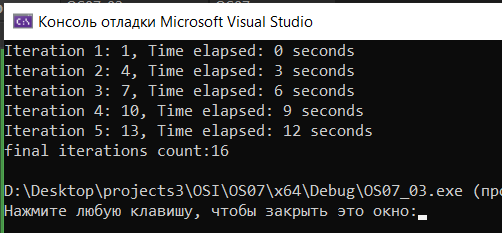 Консоль отладки Microsoft Visual Studio
Iteration 1: 1, Time elapsed: 0 seconds
Iteration 2: 4, Time elapsed: 3 seconds
Iteration 3: 7, Time elapsed: 6 seconds
Iteration 4: 10, Time elapsed: 9 seconds
Iteration 5: 13, Time elapsed: 12 seconds
final iterations count:16
D:\Desktop\projects3\OSI\OS07\x64\Debug\OS07_03.exe (про
Нажмите любую клавишу, чтобы закрыть это окно: